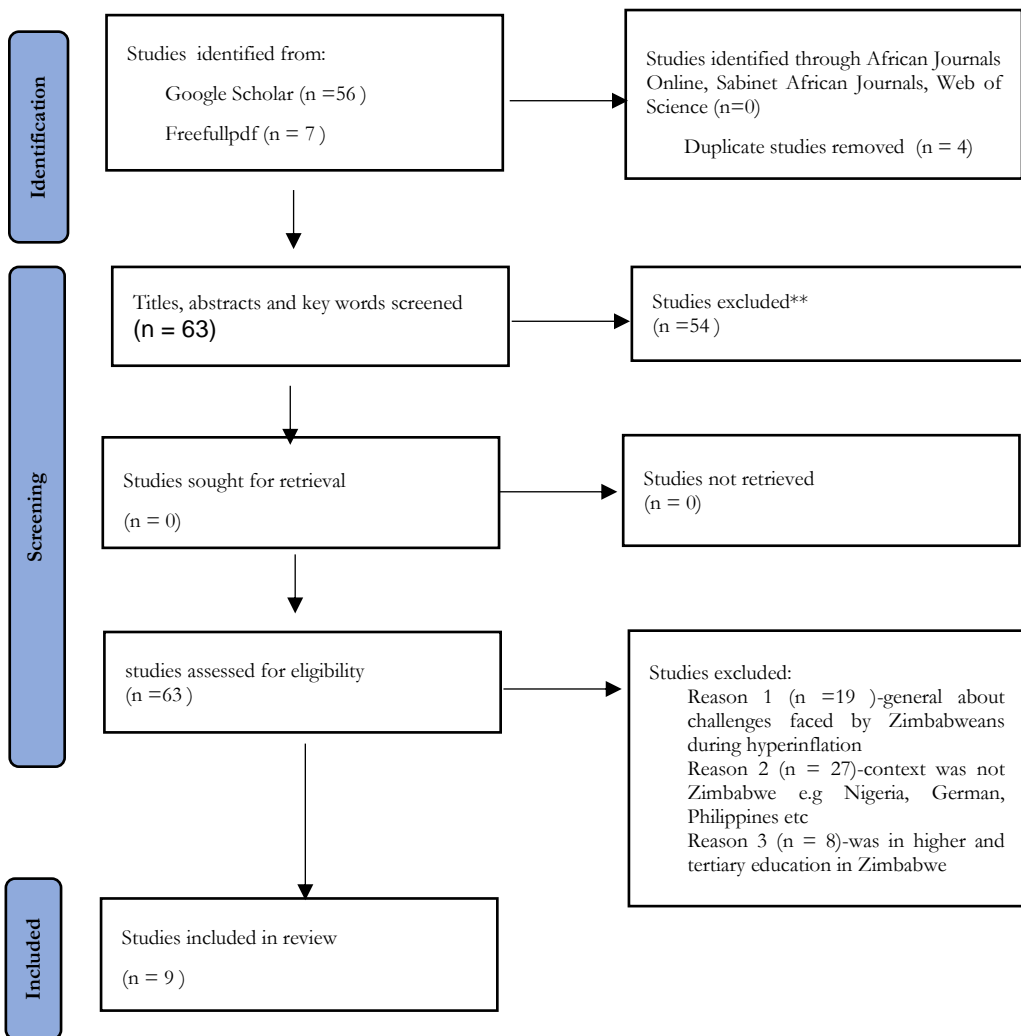 Identification
Studies identified from:
Google Scholar (n =56 )
Freefullpdf (n = 7 )
Studies identified through African Journals
Online, Sabinet African Journals, Web of
Science (n=0)
Duplicate studies removed (n = 4)
Screening
Titles, abstracts and key words screened
(n = 63)
Studies excluded**
(n =54 )
Studies sought for retrieval
(n = 0)
Studies not retrieved
(n = 0)
studies assessed for eligibility
(n =63 )
Studies excluded:
Reason 1 (n =19 )-general about
challenges faced by Zimbabweans
during hyperinflation
Reason 2 (n = 27)-context was not
Zimbabwe e.g Nigeria, German,
Philippines etc
Reason 3 (n = 8)-was in higher and
tertiary education in Zimbabwe
Included
Studies included in review
(n = 9 )